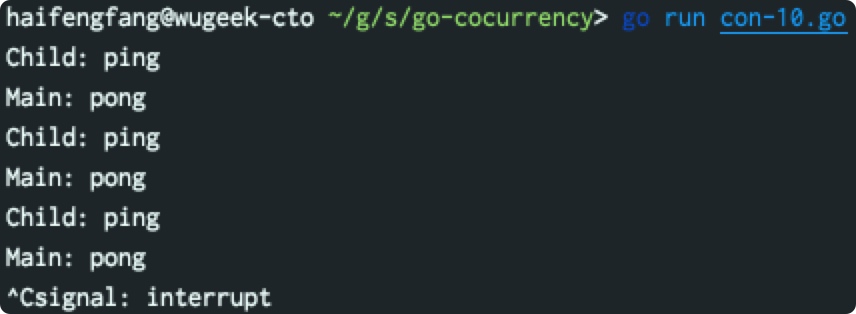 haifengfang@wugeek-cto ~/g/s/go-cocurrency> go run con-10.go
Child: ping
Main: pong
Child: ping
Main: pong
Child: ping
Main: pong
^Csignal: interrupt